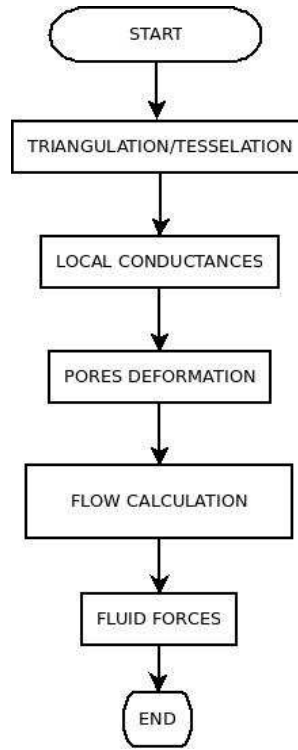 START
TRIANGULATION/TESSELATION
LOCAL CONDUCTANCES
PORES DEFORMATION
FLOW CALCULATION
FLUID FORCES
END